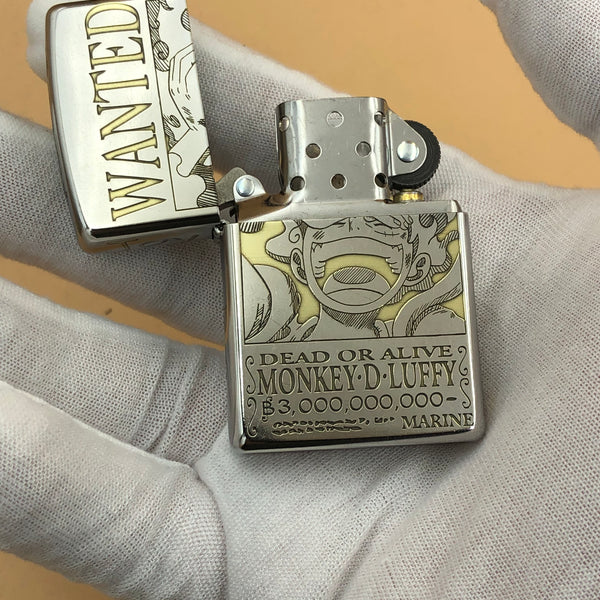 WANTED
DEAD OR ALIVE
MONKEY·D·LUFFY
฿3,000,000,000-
MARINE